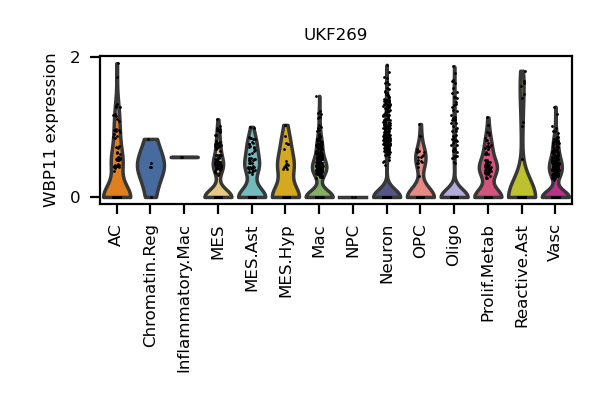 UKF269
WBP11 expression
2
0
AC
Chromatin.Reg
Inflammatory.Mac
MES
MES.Ast
MES.Hyp
Mac
NPC
Neuron
OPC
Oligo
Prolif.Metab
Reactive.Ast
Vasc